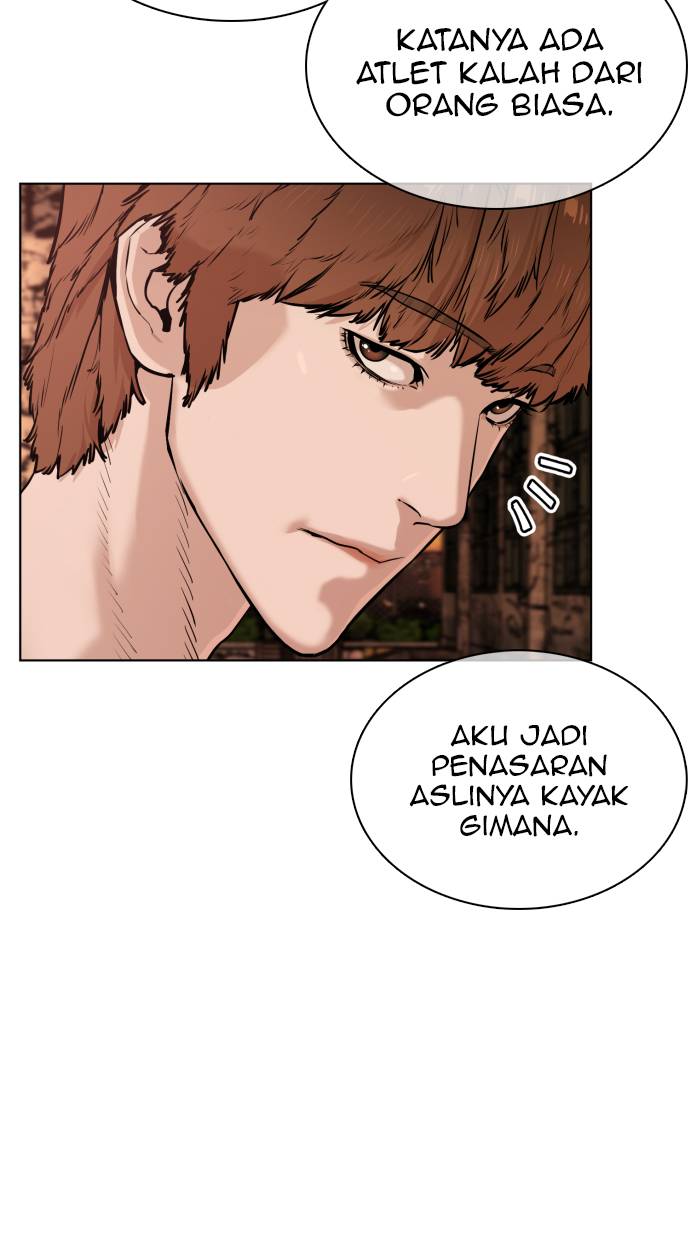 KATANYA ADA
ATLET KALAH DARI
ORANG BIASA.
AKU JADI
PENASARAN
ASLINYA KAYAK
GIMANA.